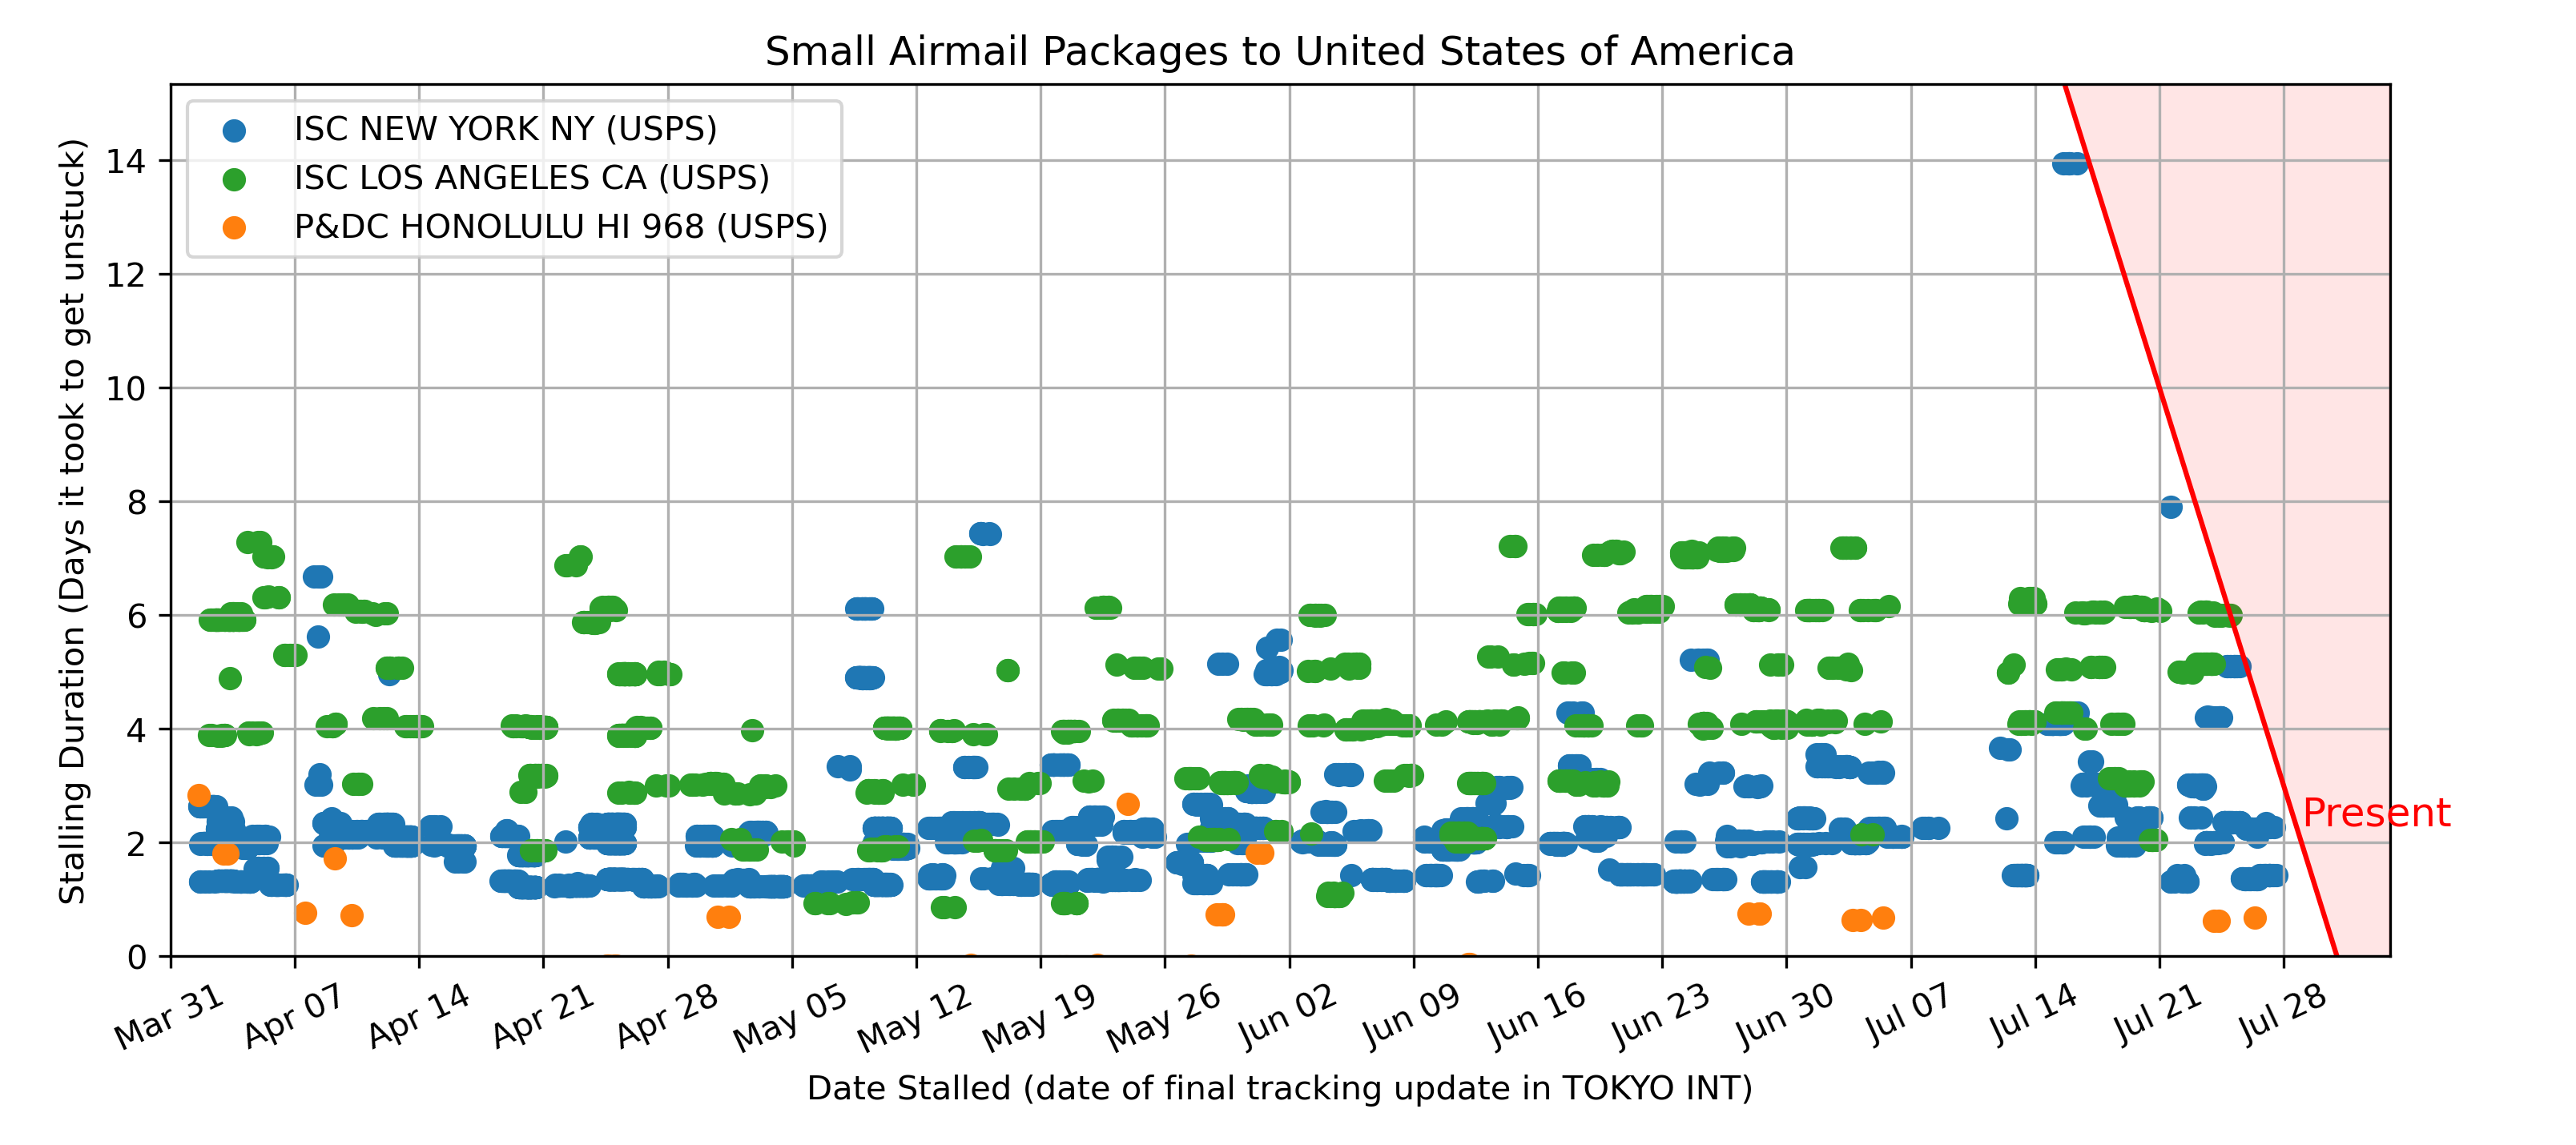 Small Airmail Packages to United States of America
ISC NEW YORK NY (USPS)
ISC LOS ANGELES CA (USPS)
P&DC HONOLULU HI 968 (USPS)
Stalling Duration (Days it took to get unstuck)
14
12
10
8
6
4
2
0
Present
Mar 31
Apr 07
Apr 14
Apr 21
Apr 28
May 05
May 12
May 19
May 26
Jun 02
Jun 09
Jun 16
Jun 23
Jun 30
Jul 07
Jul 14
Jul 21
Jul 28
Date Stalled (date of final tracking update in TOKYO INT)